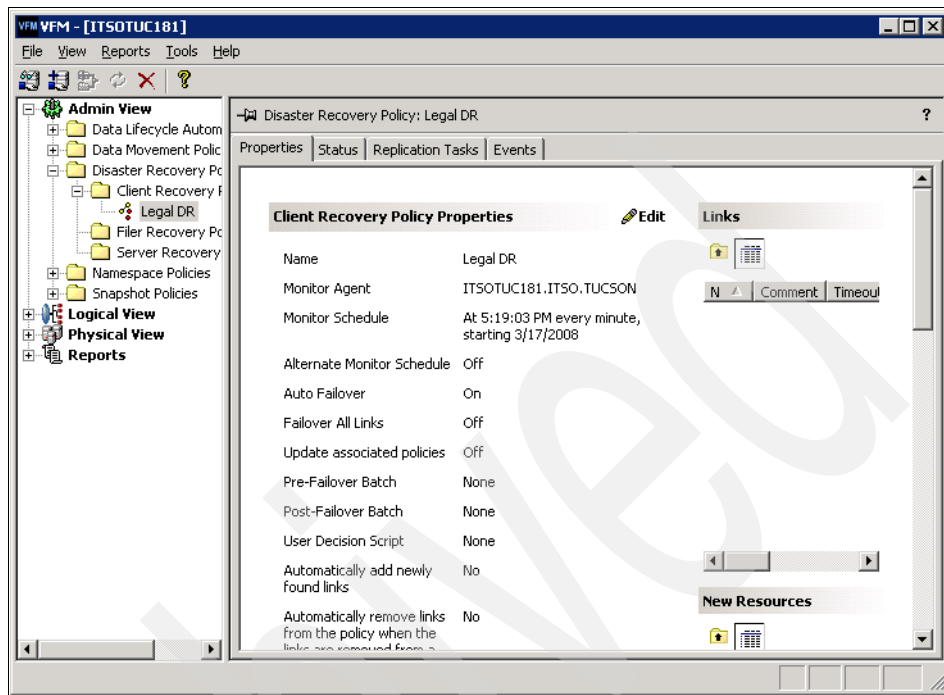 VFM VFM - [ITSOTUC181]
File View Reports Tools Help
Admin View
Data Lifecycle Autom
Data Movement Polic
Disaster Recovery Po
Client Recovery P
Legal DR
Filer Recovery Po
Server Recovery
Namespace Policies
Snapshot Policies
Logical View
Physical View
Reports
Disaster Recovery Policy: Legal DR ?
Properties Status Replication Tasks Events
Client Recovery Policy Properties Edit
Name Legal DR
Monitor Agent ITSOTUC181.ITSO.TUCSON
Monitor Schedule At 5:19:03 PM every minute,
starting 3/17/2008
Alternate Monitor Schedule Off
Auto Failover On
Failover All Links Off
Update associated policies Off
Pre-Failover Batch None
Post-Failover Batch None
User Decision Script None
Automatically add newly No
found links
Automatically remove links No
from the policy when the
links are removed from a
Links
N Comment Timeout
New Resources
hived